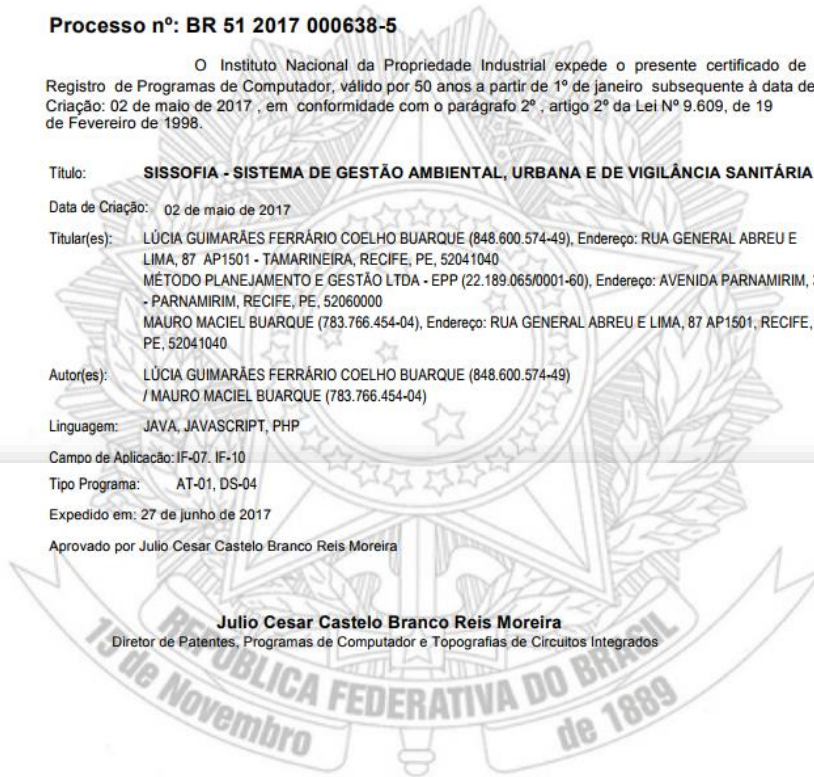 Processo nº: BR 51 2017 000638-5
O Instituto Nacional da Propriedade Industrial expede o presente certificado de
Registro de Programas de Computador, válido por 50 anos a partir de 1º de janeiro subsequente à data de
Criação: 02 de maio de 2017 , em conformidade com o parágrafo 2º , artigo 2º da Lei Nº 9.609, de 19
de Fevereiro de 1998.
Título: SISSOFIA - SISTEMA DE GESTÃO AMBIENTAL, URBANA E DE VIGILÂNCIA SANITÁRIA
Data de Criação: 02 de maio de 2017
Titular(es): LÚCIA GUIMARÃES FERRÁRIO COELHO BUARQUE (848.600.574-49), Endereço: RUA GENERAL ABREU E
LIMA, 87 AP1501 - TAMARINEIRA, RECIFE, PE, 52041040
MÉTODO PLANEJAMENTO E GESTÃO LTDA - EPP (22.189.065/0001-60), Endereço: AVENIDA PARNAMIRIM,
- PARNAMIRIM, RECIFE, PE, 52060000
MAURO MACIEL BUARQUE (783.766.454-04), Endereço: RUA GENERAL ABREU E LIMA, 87 AP1501, RECIFE,
PE, 52041040
Autor(es): LÚCIA GUIMARÃES FERRÁRIO COELHO BUARQUE (848.600.574-49)
/ MAURO MACIEL BUARQUE (783.766.454-04)
Linguagem: JAVA, JAVASCRIPT, PHP
Campo de Aplicação: IF-07, IF-10
Tipo Programa: AT-01, DS-04
Expedido em: 27 de junho de 2017
Aprovado por Julio Cesar Castelo Branco Reis Moreira
Julio Cesar Castelo Branco Reis Moreira
Diretor de Patentes, Programas de Computador e Topografias de Circuitos Integrados
REPÚBLICA FEDERATIVA DO BRASIL
15 de Novembro de 1889